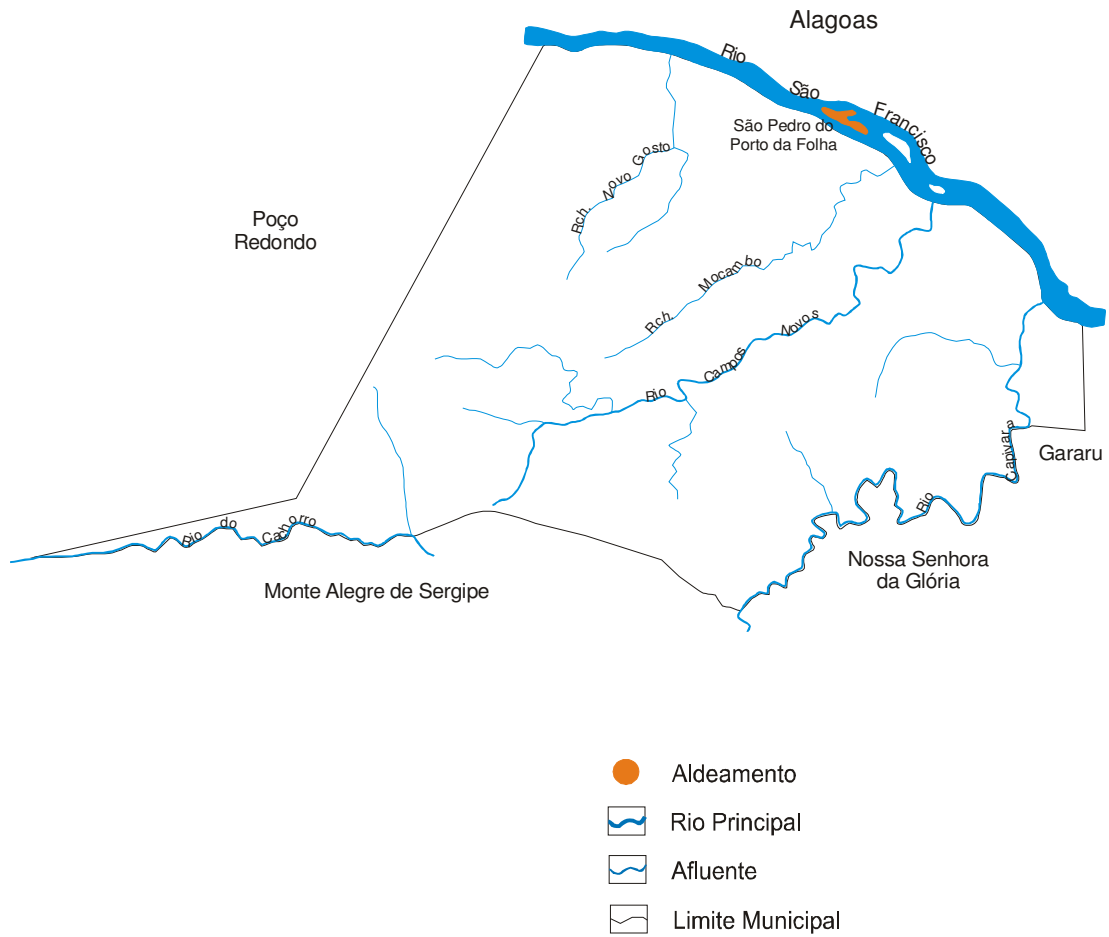 Alagoas
Rio São Francisco
São Pedro do
Porto da Folha
Rch. Novo Gosto
Poço
Redondo
Rch. Mocambo
Rio Campos Novos
Rio Capivara
Gararu
Rio do Cachorro
Nossa Senhora
da Glória
Monte Alegre de Sergipe
Aldeamento
Rio Principal
Afluente
Limite Municipal